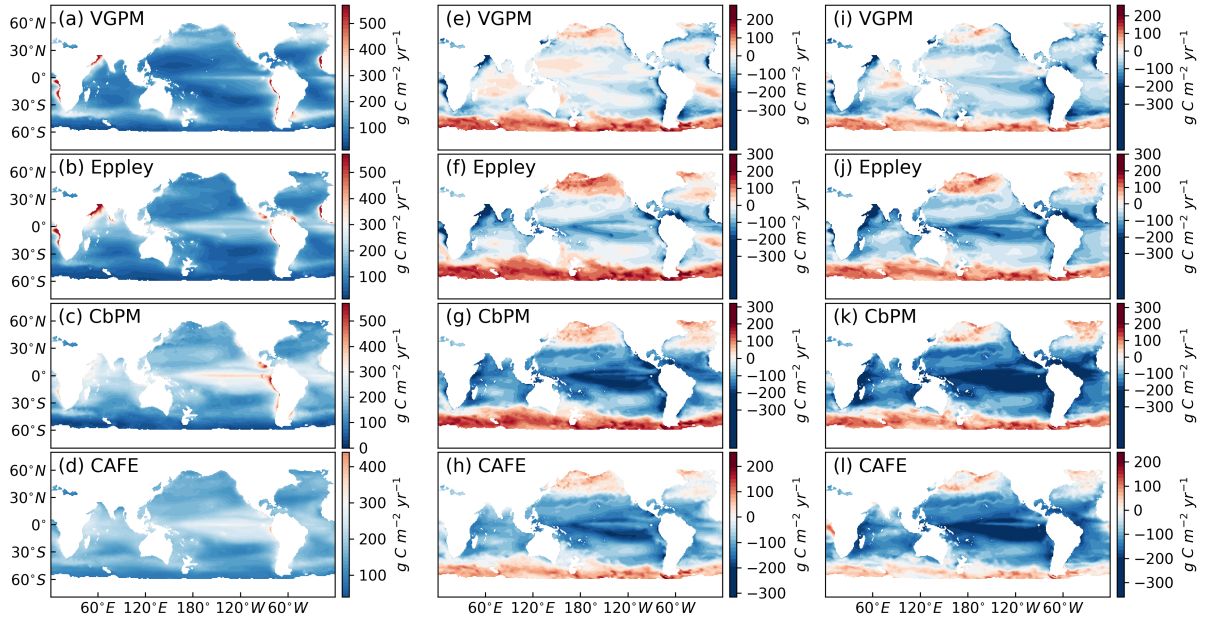 (a) VGPM
60°N
30°N
0°
30°S
60°S
500
400
300
200
100
g C m⁻² yr⁻¹
(e) VGPM
200
100
0
−100
−200
−300
g C m⁻² yr⁻¹
(i) VGPM
200
100
0
−100
−200
−300
g C m⁻² yr⁻¹
(b) Eppley
60°N
30°N
0°
30°S
60°S
500
400
300
200
100
g C m⁻² yr⁻¹
(f) Eppley
300
200
100
0
−100
−200
g C m⁻² yr⁻¹
(j) Eppley
300
200
100
0
−100
−200
−300
g C m⁻² yr⁻¹
(c) CbPM
60°N
30°N
0°
30°S
60°S
500
400
300
200
100
0
g C m⁻² yr⁻¹
(g) CbPM
300
200
100
0
−100
−200
−300
g C m⁻² yr⁻¹
(k) CbPM
300
200
100
0
−100
−200
−300
g C m⁻² yr⁻¹
(d) CAFE
60°N
30°N
0°
30°S
60°S
400
300
200
100
g C m⁻² yr⁻¹
(h) CAFE
200
100
0
−100
−200
−300
g C m⁻² yr⁻¹
(l) CAFE
200
100
0
−100
−200
−300
g C m⁻² yr⁻¹
60°E 120°E 180° 120°W 60°W
60°E 120°E 180° 120°W 60°W
60°E 120°E 180° 120°W 60°W